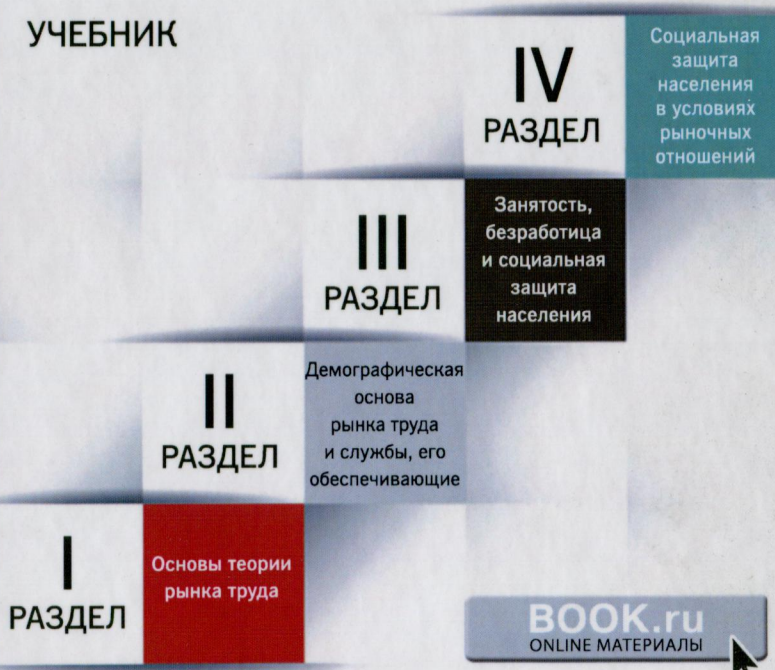 УЧЕБНИК
IV
РАЗДЕЛ
Социальная
защита
населения
в условиях
рыночных
отношений
III
РАЗДЕЛ
Занятость,
безработица
и социальная
защита
населения
II
РАЗДЕЛ
Демографическая
основа
рынка труда
и службы, его
обеспечивающие
I
РАЗДЕЛ
Основы теории
рынка труда
BOOK.ru
ONLINE МАТЕРИАЛЫ